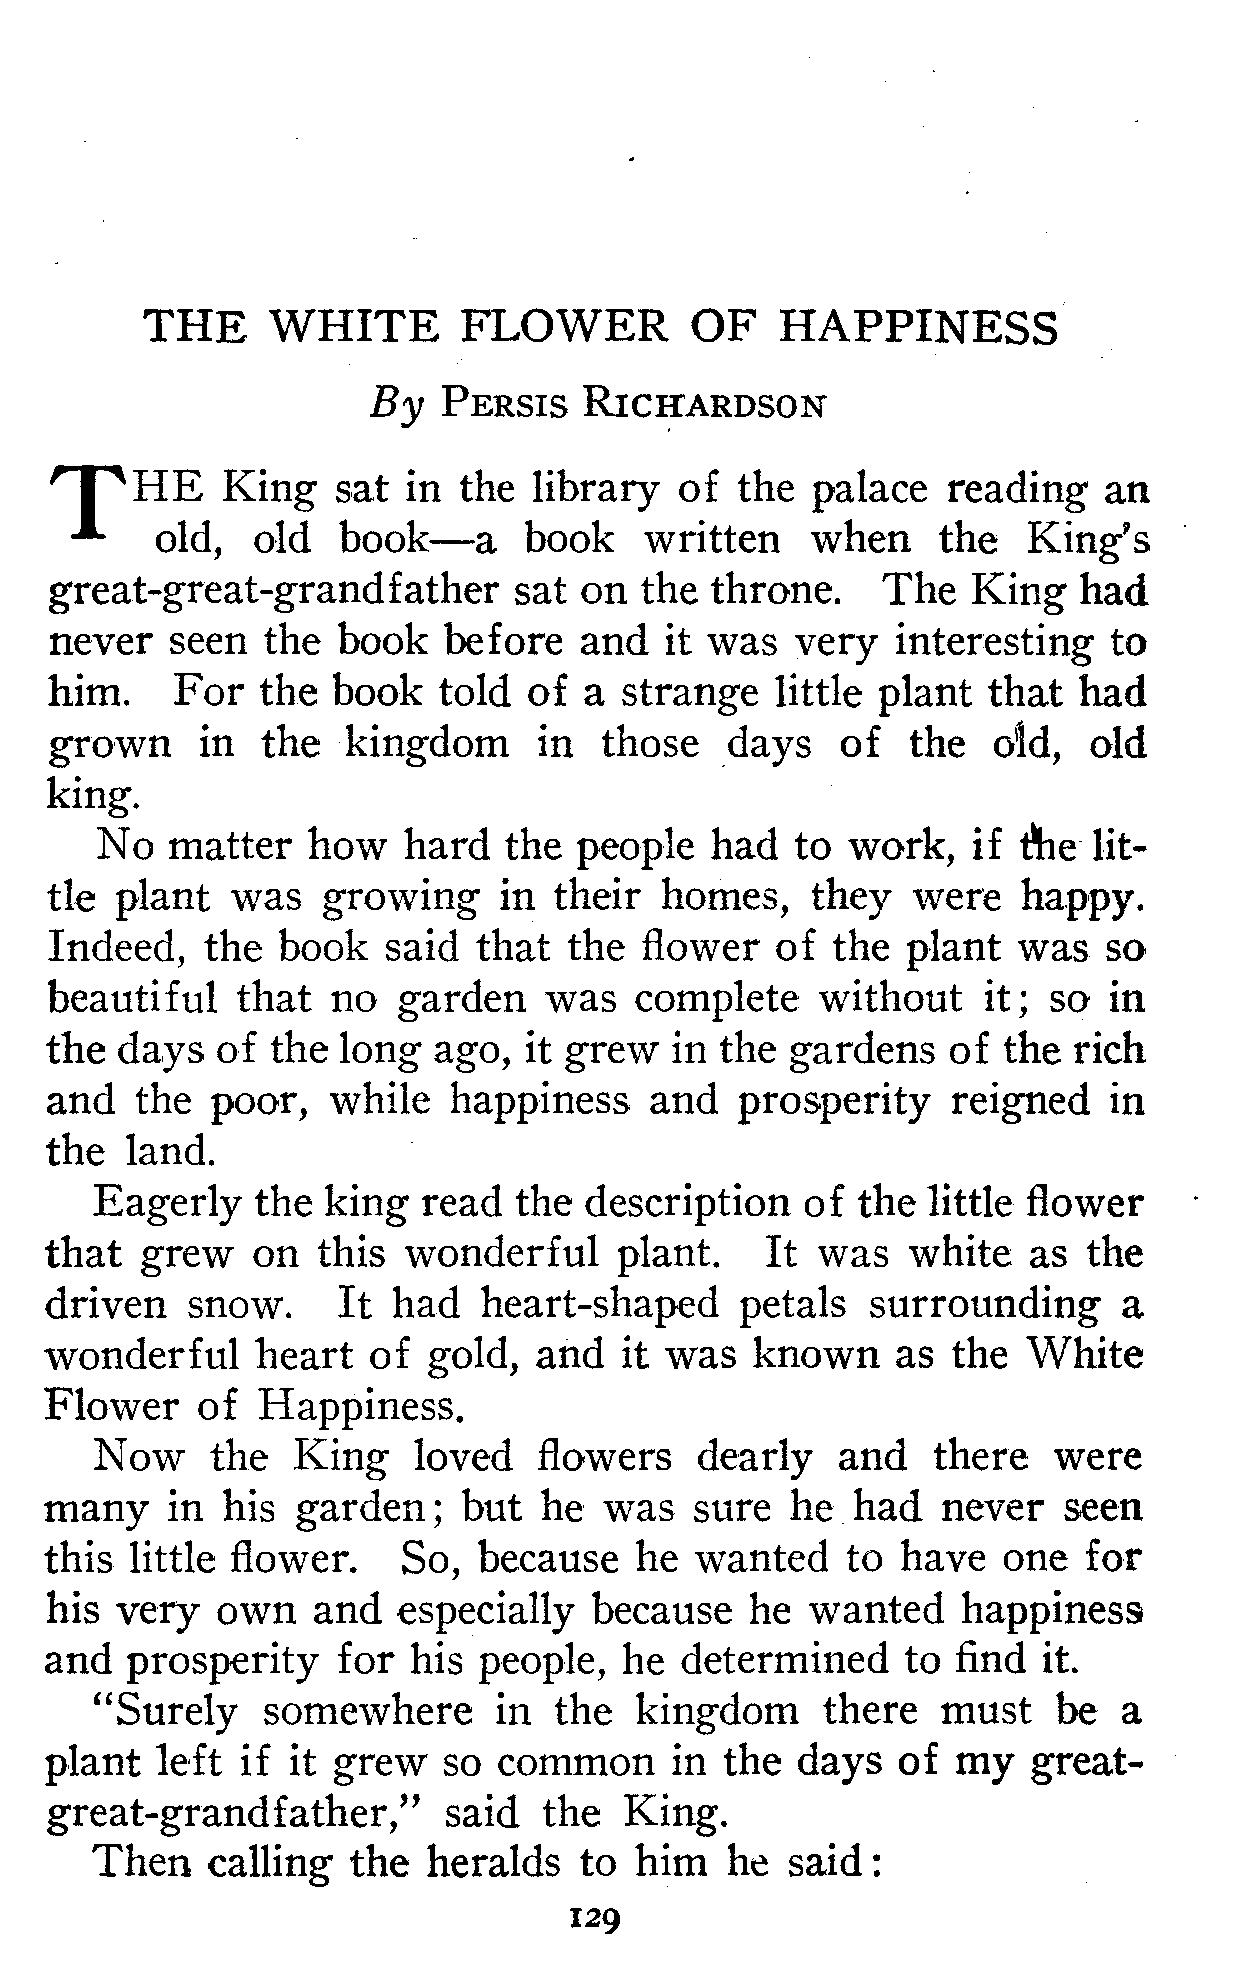 THE WHITE FLOWER OF HAPPINESS
By PERSIS RICHARDSON
THE King sat in the library of the palace reading an
old, old book—a book written when the King's
great-great-grandfather sat on the throne. The King had
never seen the book before and it was very interesting to
him. For the book told of a strange little plant that had
grown in the kingdom in those days of the old, old
king.
No matter how hard the people had to work, if the lit-
tle plant was growing in their homes, they were happy.
Indeed, the book said that the flower of the plant was so
beautiful that no garden was complete without it; so in
the days of the long ago, it grew in the gardens of the rich
and the poor, while happiness and prosperity reigned in
the land.
Eagerly the king read the description of the little flower
that grew on this wonderful plant. It was white as the
driven snow. It had heart-shaped petals surrounding a
wonderful heart of gold, and it was known as the White
Flower of Happiness.
Now the King loved flowers dearly and there were
many in his garden; but he was sure he had never seen
this little flower. So, because he wanted to have one for
his very own and especially because he wanted happiness
and prosperity for his people, he determined to find it.
"Surely somewhere in the kingdom there must be a
plant left if it grew so common in the days of my great-
great-grandfather," said the King.
Then calling the heralds to him he said:
129